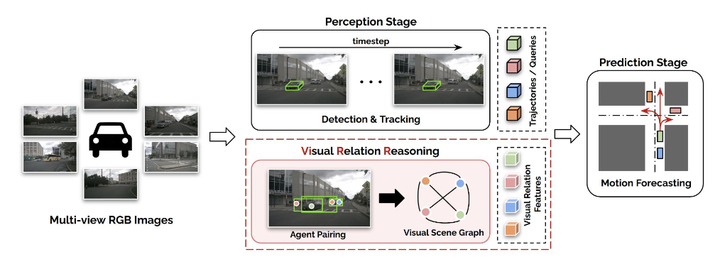 Perception Stage
timestep
Detection & Tracking
Trajectories / Queries
Multi-view RGB Images
Visual Relation Reasoning
Agent Pairing
Visual Scene Graph
Visual Relation
Features
Prediction Stage
Motion Forecasting